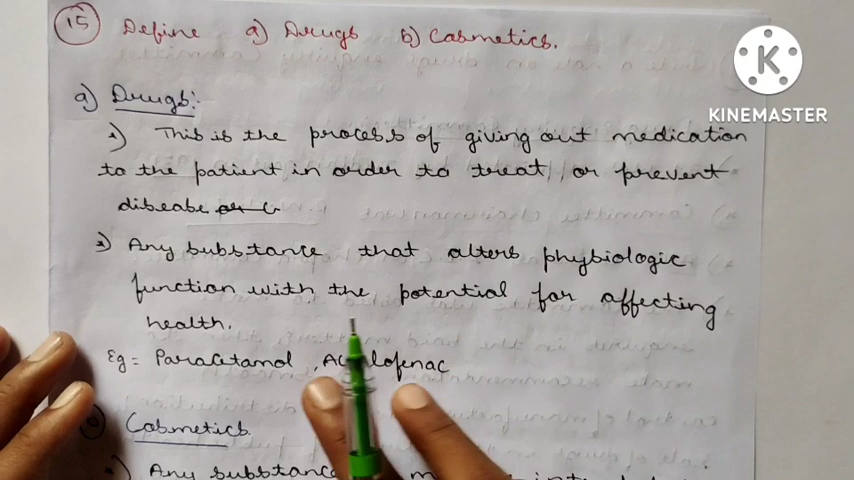 15 Define a) Drugs b) Cosmetics.
K
KINEMASTER
a) Drugs:-
1) This is the process of giving out medication
to the patient in order to treat, or prevent
disease or C
2) Any substance that alters physiologic
function with the potential for affecting
health.
Eg = Paracetamol,
Cosmetics
Any substance